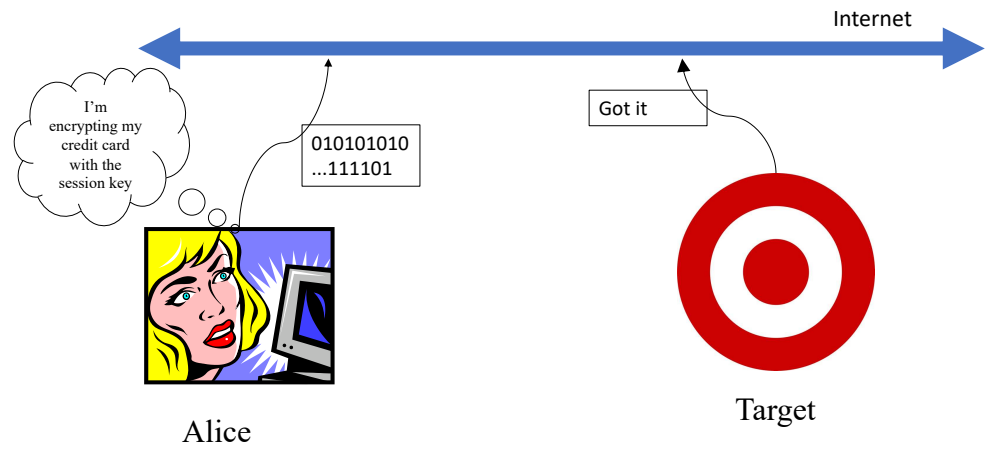 Internet
I’m
encrypting my
credit card
with the
session key
010101010
...111101
Got it
Alice
Target